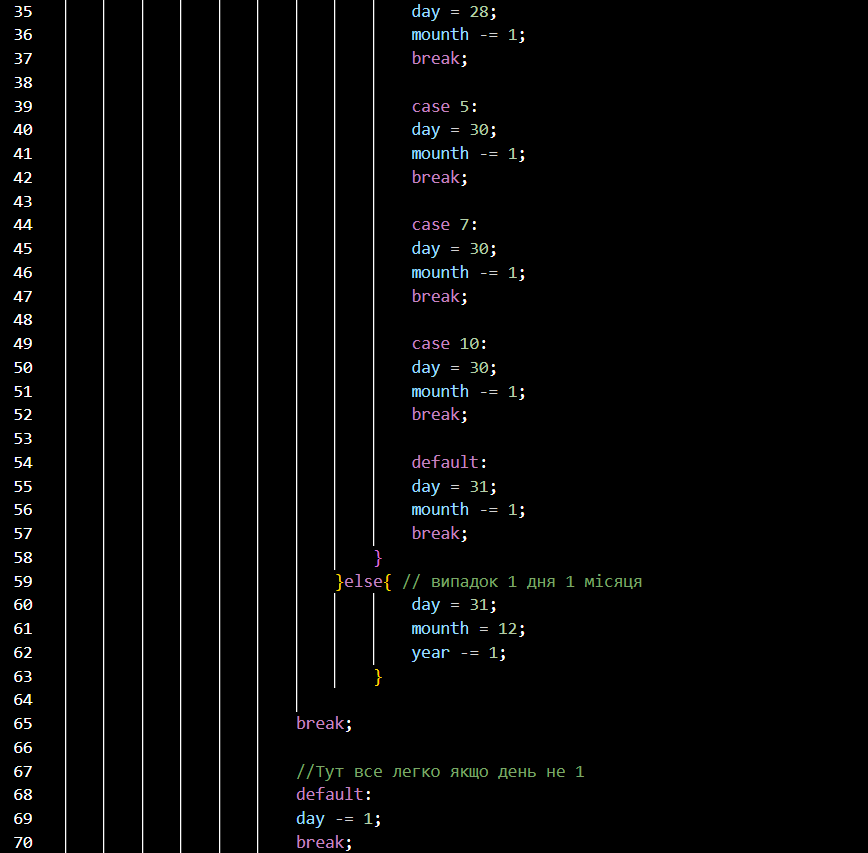 35 day = 28;
36 mounth -= 1;
37 break;
38
39 case 5:
40 day = 30;
41 mounth -= 1;
42 break;
43
44 case 7:
45 day = 30;
46 mounth -= 1;
47 break;
48
49 case 10:
50 day = 30;
51 mounth -= 1;
52 break;
53
54 default:
55 day = 31;
56 mounth -= 1;
57 break;
58 }
59 }else{ // випадок 1 дня 1 місяця
60 day = 31;
61 mounth = 12;
62 year -= 1;
63 }
64
65 break;
66
67 //Тут все легко якщо день не 1
68 default:
69 day -= 1;
70 break;